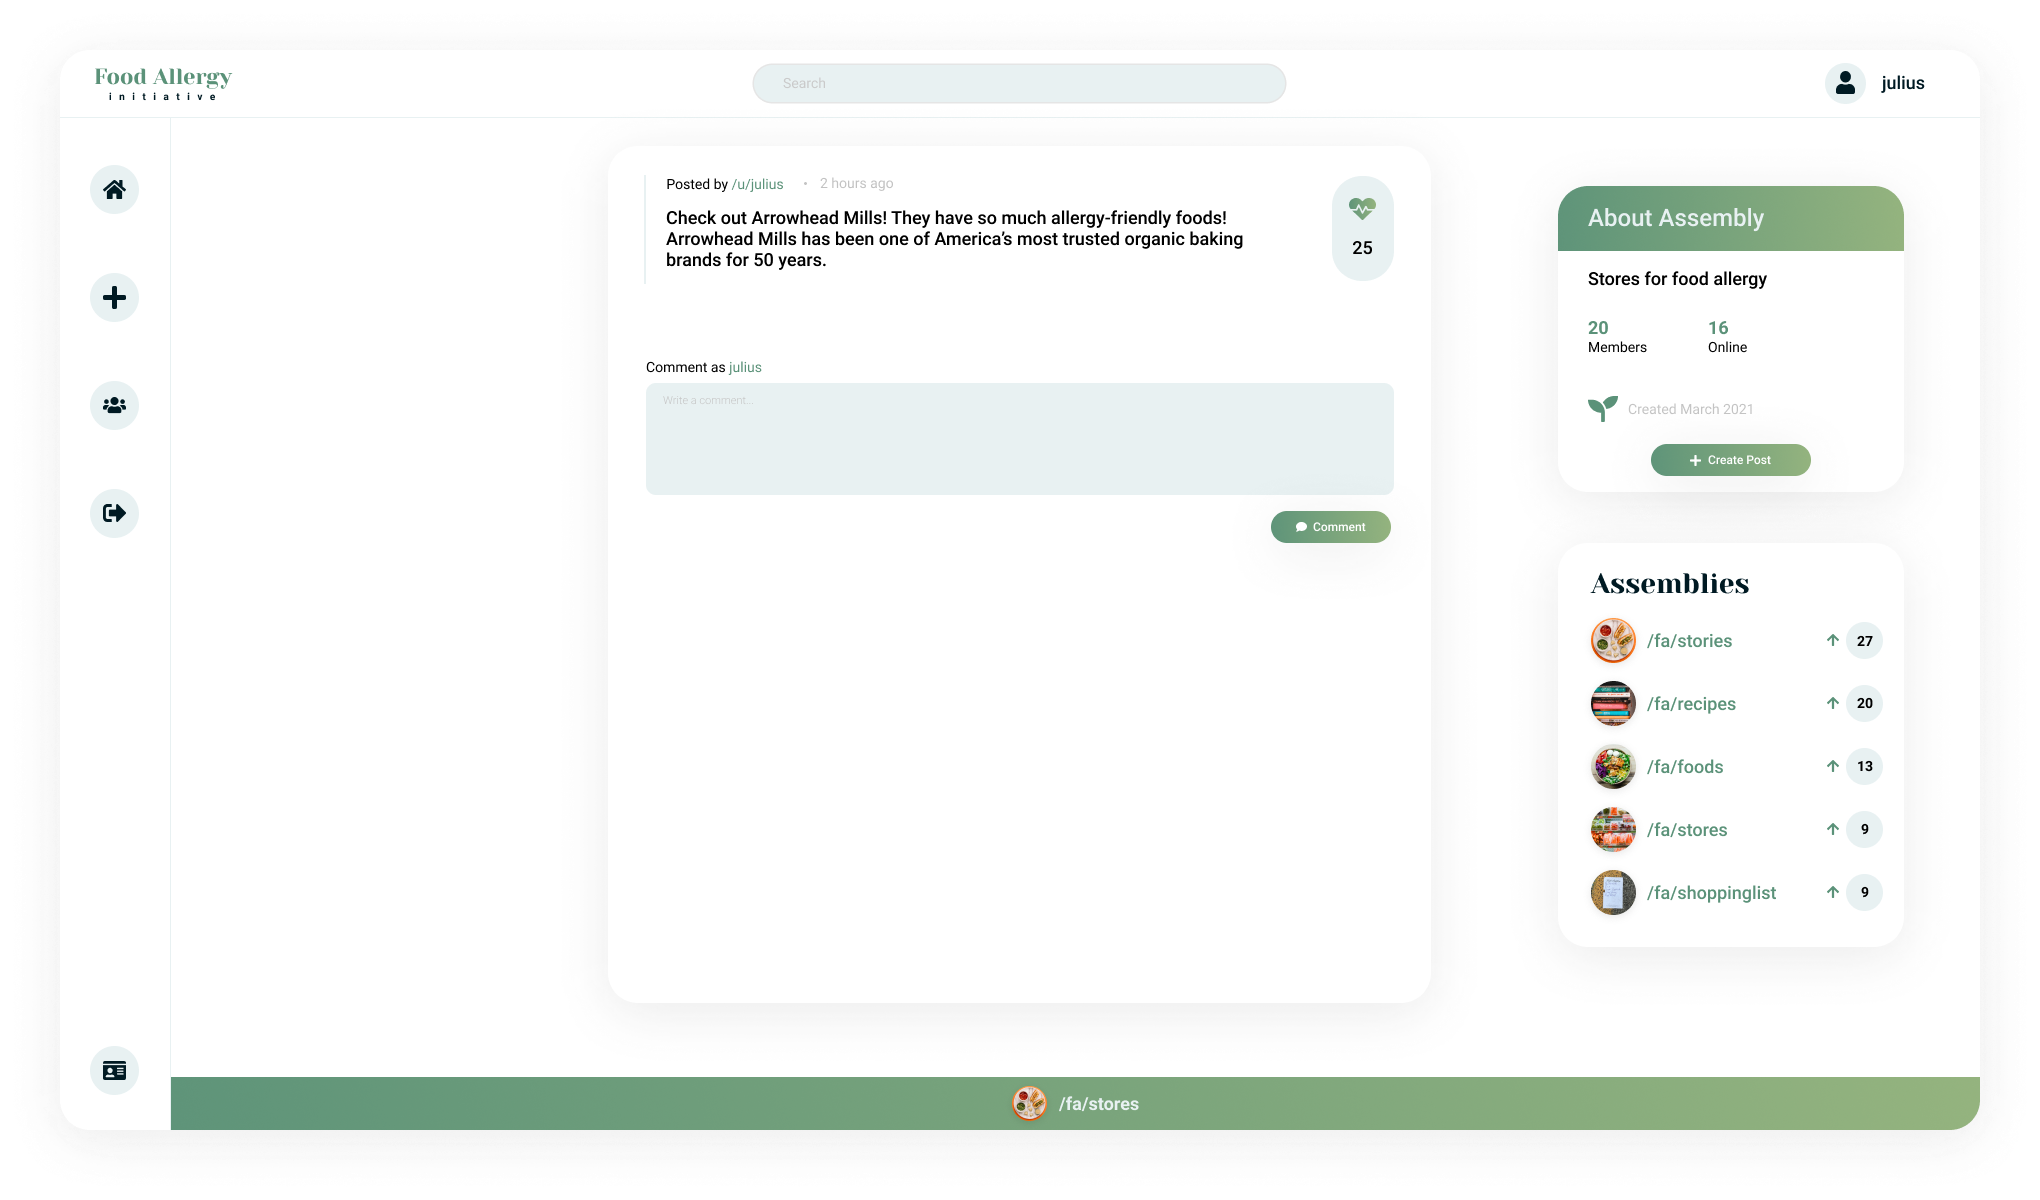 Food Allergy
initiative
Search
julius
Posted by /u/julius • 2 hours ago
Check out Arrowhead Mills! They have so much allergy-friendly foods!
Arrowhead Mills has been one of America’s most trusted organic baking
brands for 50 years.
25
Comment as julius
Write a comment...
Comment
About Assembly
Stores for food allergy
20
Members
16
Online
Created March 2021
Create Post
Assemblies
/fa/stories
27
/fa/recipes
20
/fa/foods
13
/fa/stores
9
/fa/shoppinglist
9
/fa/stores